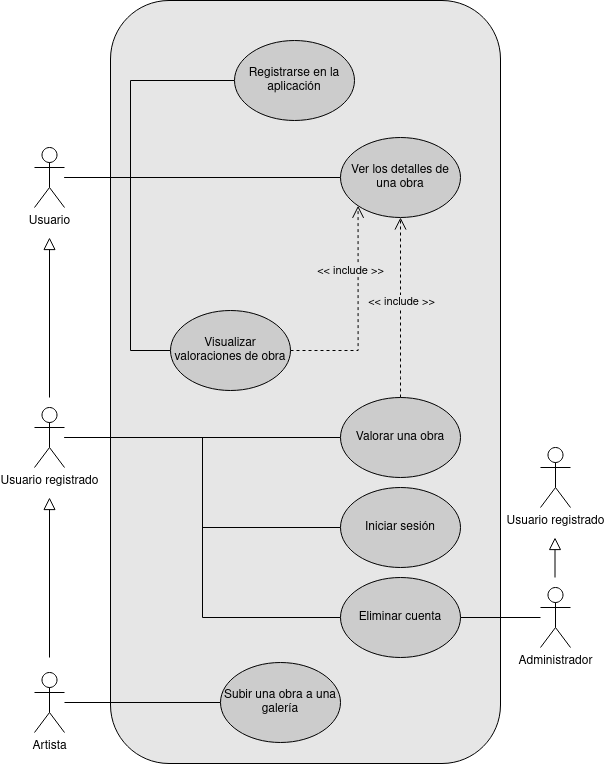 Registrarse en la
aplicación
Ver los detalles de
una obra
Usuario
<< include >>
<< include >>
Visualizar
valoraciones de obra
Valorar una obra
Usuario registrado
Iniciar sesión
Usuario registrado
Eliminar cuenta
Administrador
Subir una obra a una
galería
Artista